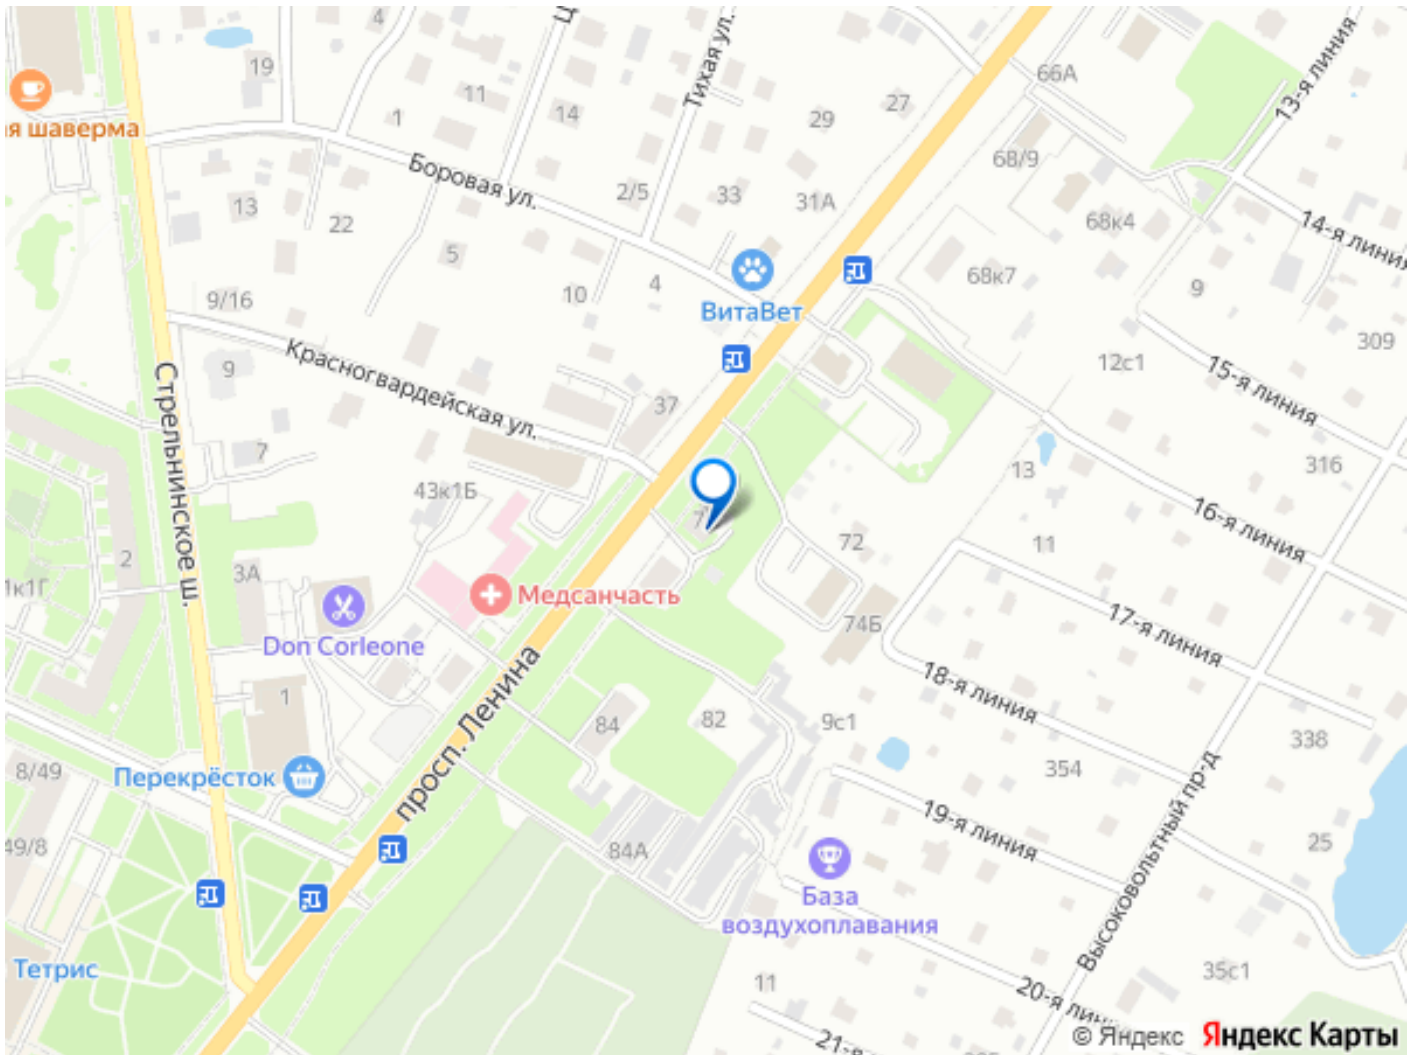 4
Тихая ул.
19
11
14
66А
13-я линия
29
27
1
я шаверма
68/9
Боровая ул.
2/5
33
31А
13
22
68к4
14-я линия
5
68к7
9
9/16
10
4
ВитаВет
309
Красногвардейская ул.
12с1
15-я линия
9
Стрельнинское ш.
37
7
316
13
43к1Б
16-я линия
72
11
2
3А
1к1Г
Медсанчасть
17-я линия
74Б
Don Corleone
просп. Ленина
18-я линия
1
84
82
9с1
338
354
8/49
Перекрёсток
Высоковольтный пр-д
19-я линия
25
49/8
84А
База
воздухоплавания
Тетрис
11
35с1
20-я лин
21-я
© Яндекс Яндекс Карты